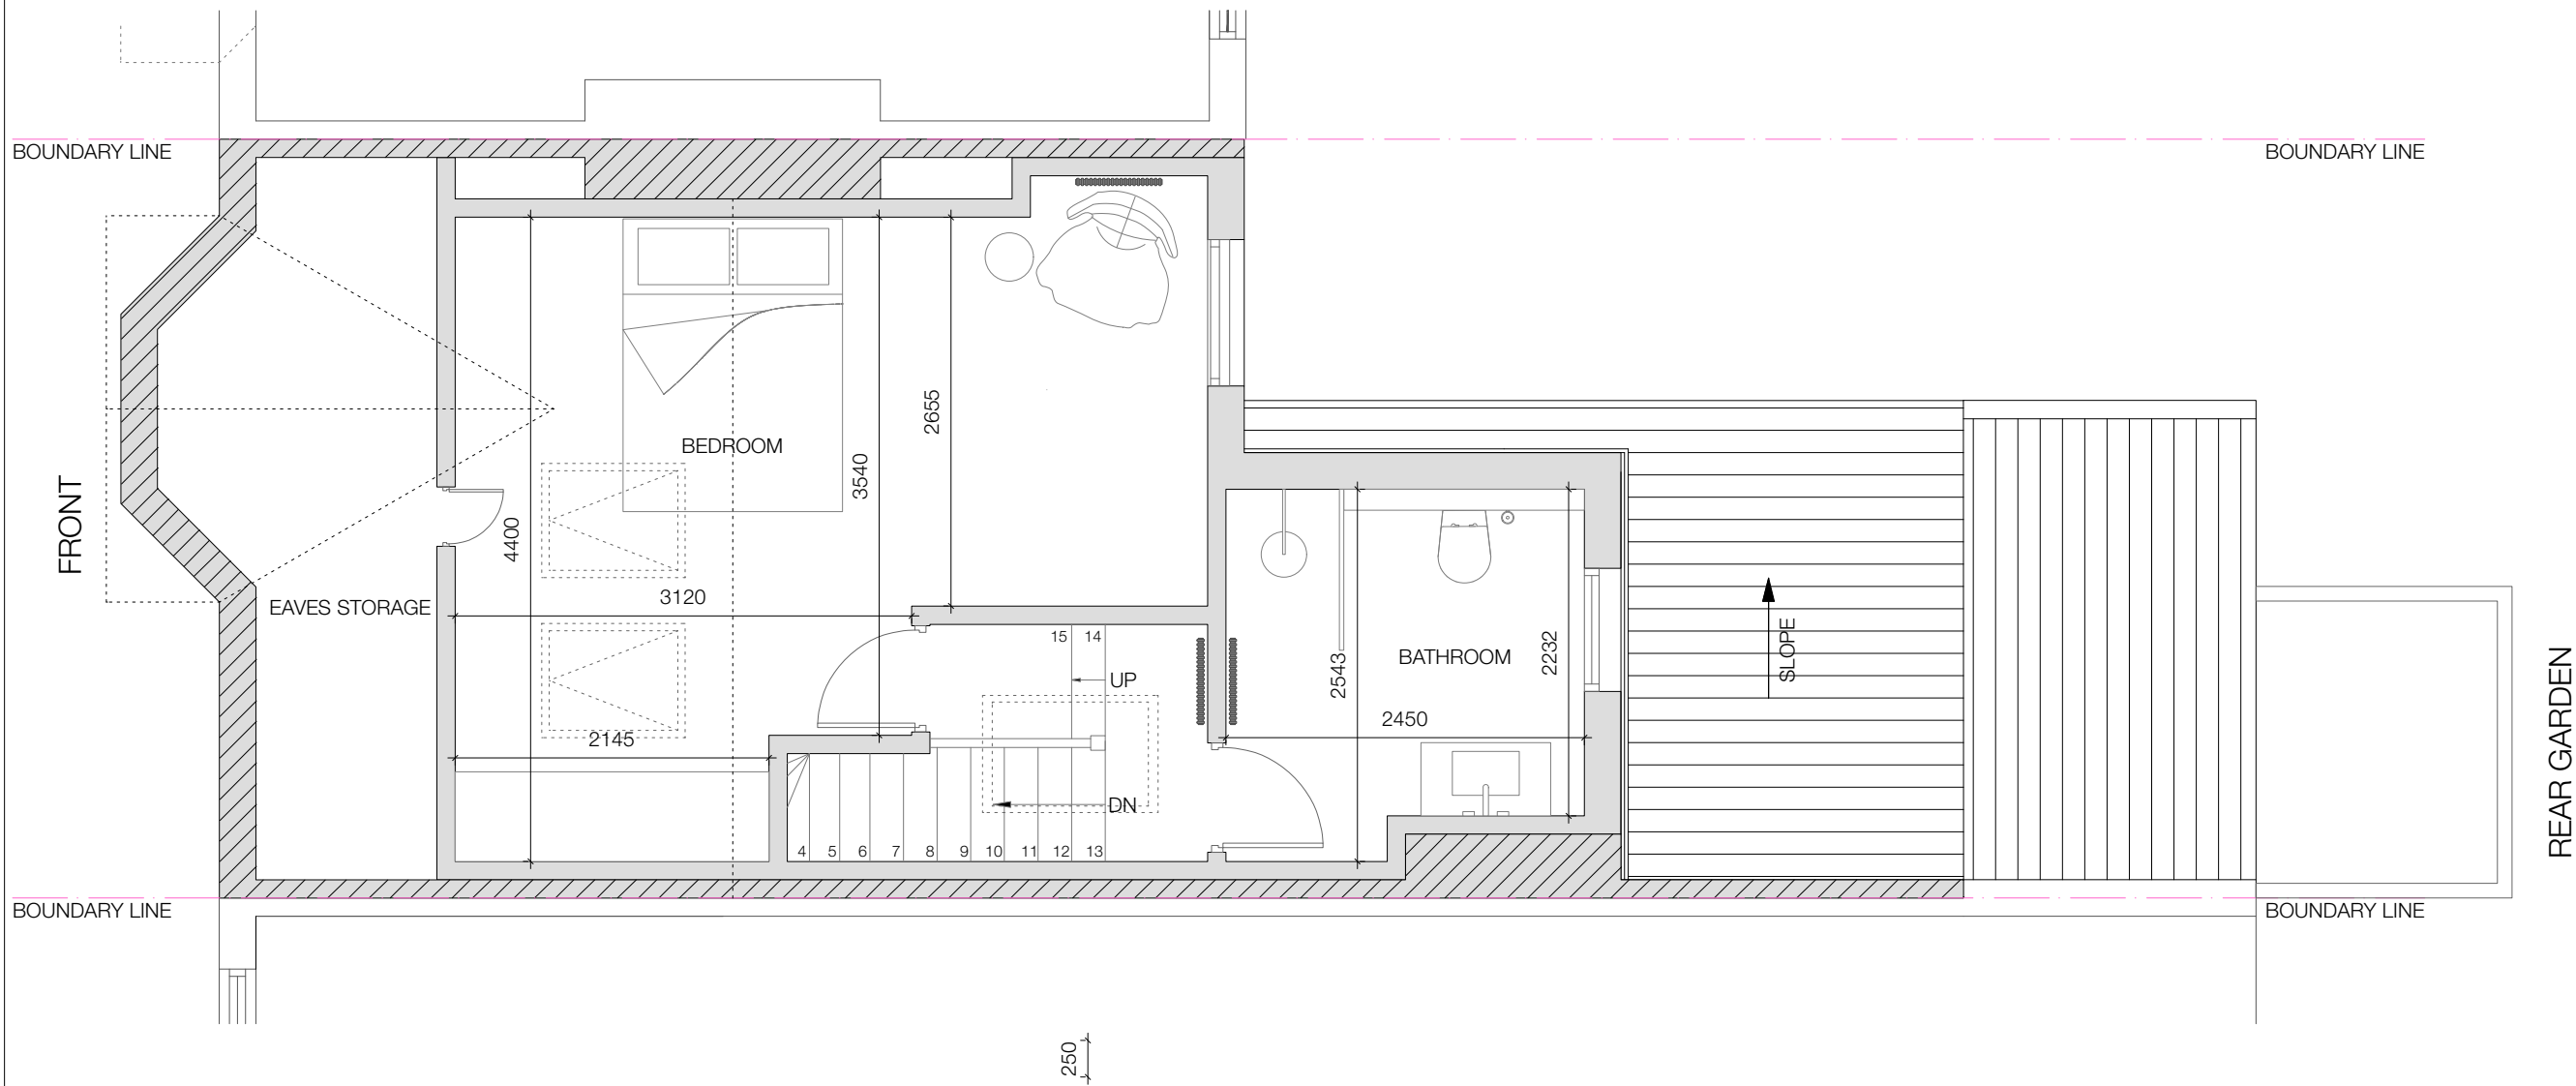 BOUNDARY LINE
BOUNDARY LINE
2655
BEDROOM
3540
FRONT
4400
3120
EAVES STORAGE
15 14
UP
2543
BATHROOM
2232
SLOPE
2450
2145
DN
4 5 6 7 8 9 10 11 12 13
REAR GARDEN
BOUNDARY LINE
BOUNDARY LINE
250